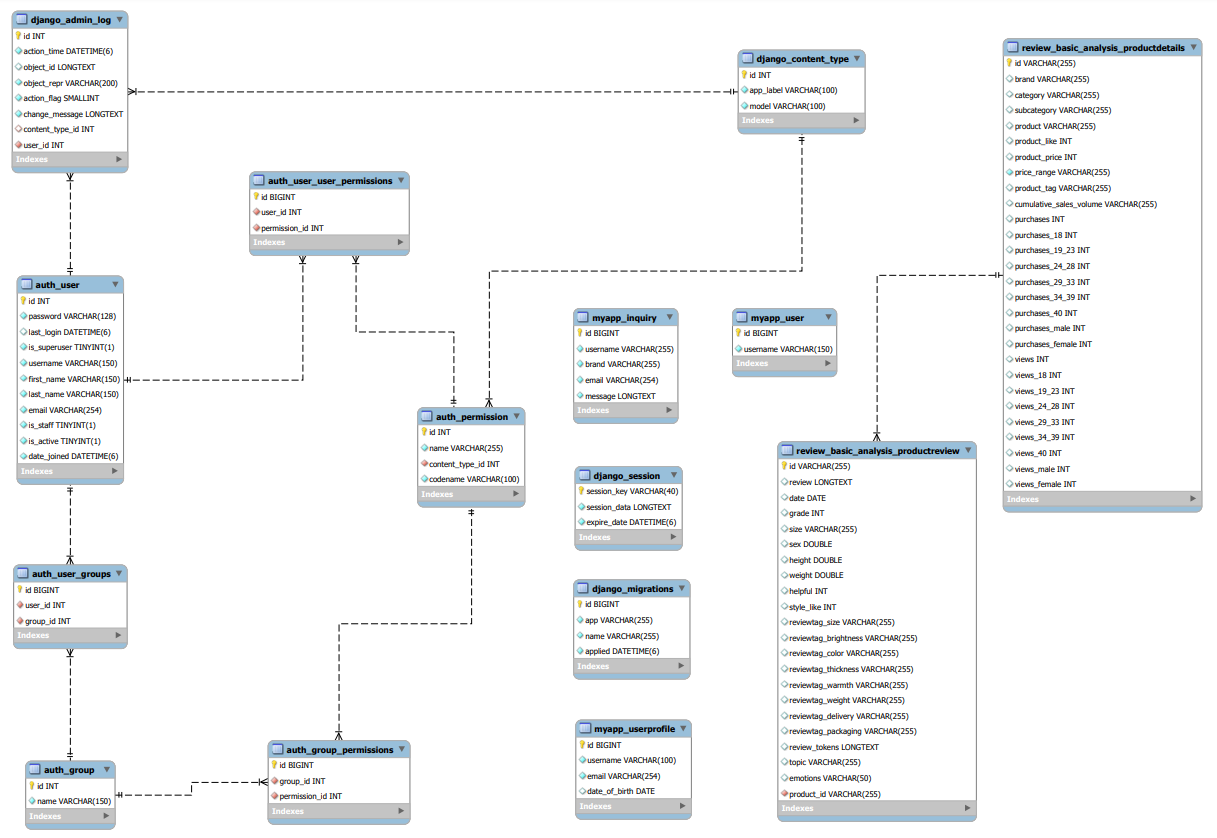 django_admin_log
id INT
action_time DATETIME(6)
object_id LONGTEXT
object_repr VARCHAR(200)
action_flag SMALLINT
change_message LONGTEXT
content_type_id INT
user_id INT
Indexes
django_content_type
id INT
app_label VARCHAR(100)
model VARCHAR(100)
Indexes
review_basic_analysis_productdetails
id VARCHAR(255)
brand VARCHAR(255)
category VARCHAR(255)
subcategory VARCHAR(255)
product VARCHAR(255)
product_like INT
product_price INT
price_range VARCHAR(255)
product_tag VARCHAR(255)
cumulative_sales_volume VARCHAR(255)
purchases INT
purchases_18 INT
purchases_19_23 INT
purchases_24_28 INT
purchases_29_33 INT
purchases_34_39 INT
purchases_40 INT
purchases_male INT
purchases_female INT
views INT
views_18 INT
views_19_23 INT
views_24_28 INT
views_29_33 INT
views_34_39 INT
views_40 INT
views_male INT
views_female INT
Indexes
auth_user_user_permissions
id BIGINT
user_id INT
permission_id INT
Indexes
auth_user
id INT
password VARCHAR(128)
last_login DATETIME(6)
is_superuser TINYINT(1)
username VARCHAR(150)
first_name VARCHAR(150)
last_name VARCHAR(150)
email VARCHAR(254)
is_staff TINYINT(1)
is_active TINYINT(1)
date_joined DATETIME(6)
Indexes
myapp_inquiry
id BIGINT
username VARCHAR(255)
brand VARCHAR(255)
email VARCHAR(254)
message LONGTEXT
Indexes
myapp_user
id BIGINT
username VARCHAR(150)
Indexes
auth_permission
id INT
name VARCHAR(255)
content_type_id INT
codename VARCHAR(100)
Indexes
review_basic_analysis_productreview
id VARCHAR(255)
review LONGTEXT
date DATE
grade INT
size VARCHAR(255)
sex DOUBLE
height DOUBLE
weight DOUBLE
helpful INT
style_like INT
reviewtag_size VARCHAR(255)
reviewtag_brightness VARCHAR(255)
reviewtag_color VARCHAR(255)
reviewtag_thickness VARCHAR(255)
reviewtag_warmth VARCHAR(255)
reviewtag_weight VARCHAR(255)
reviewtag_delivery VARCHAR(255)
reviewtag_packaging VARCHAR(255)
review_tokens LONGTEXT
topic VARCHAR(255)
emotions VARCHAR(50)
product_id VARCHAR(255)
Indexes
django_session
session_key VARCHAR(40)
session_data LONGTEXT
expire_date DATETIME(6)
Indexes
auth_user_groups
id BIGINT
user_id INT
group_id INT
Indexes
django_migrations
id BIGINT
app VARCHAR(255)
name VARCHAR(255)
applied DATETIME(6)
Indexes
myapp_userprofile
id BIGINT
username VARCHAR(100)
email VARCHAR(254)
date_of_birth DATE
Indexes
auth_group_permissions
id BIGINT
group_id INT
permission_id INT
Indexes
auth_group
id INT
name VARCHAR(150)
Indexes